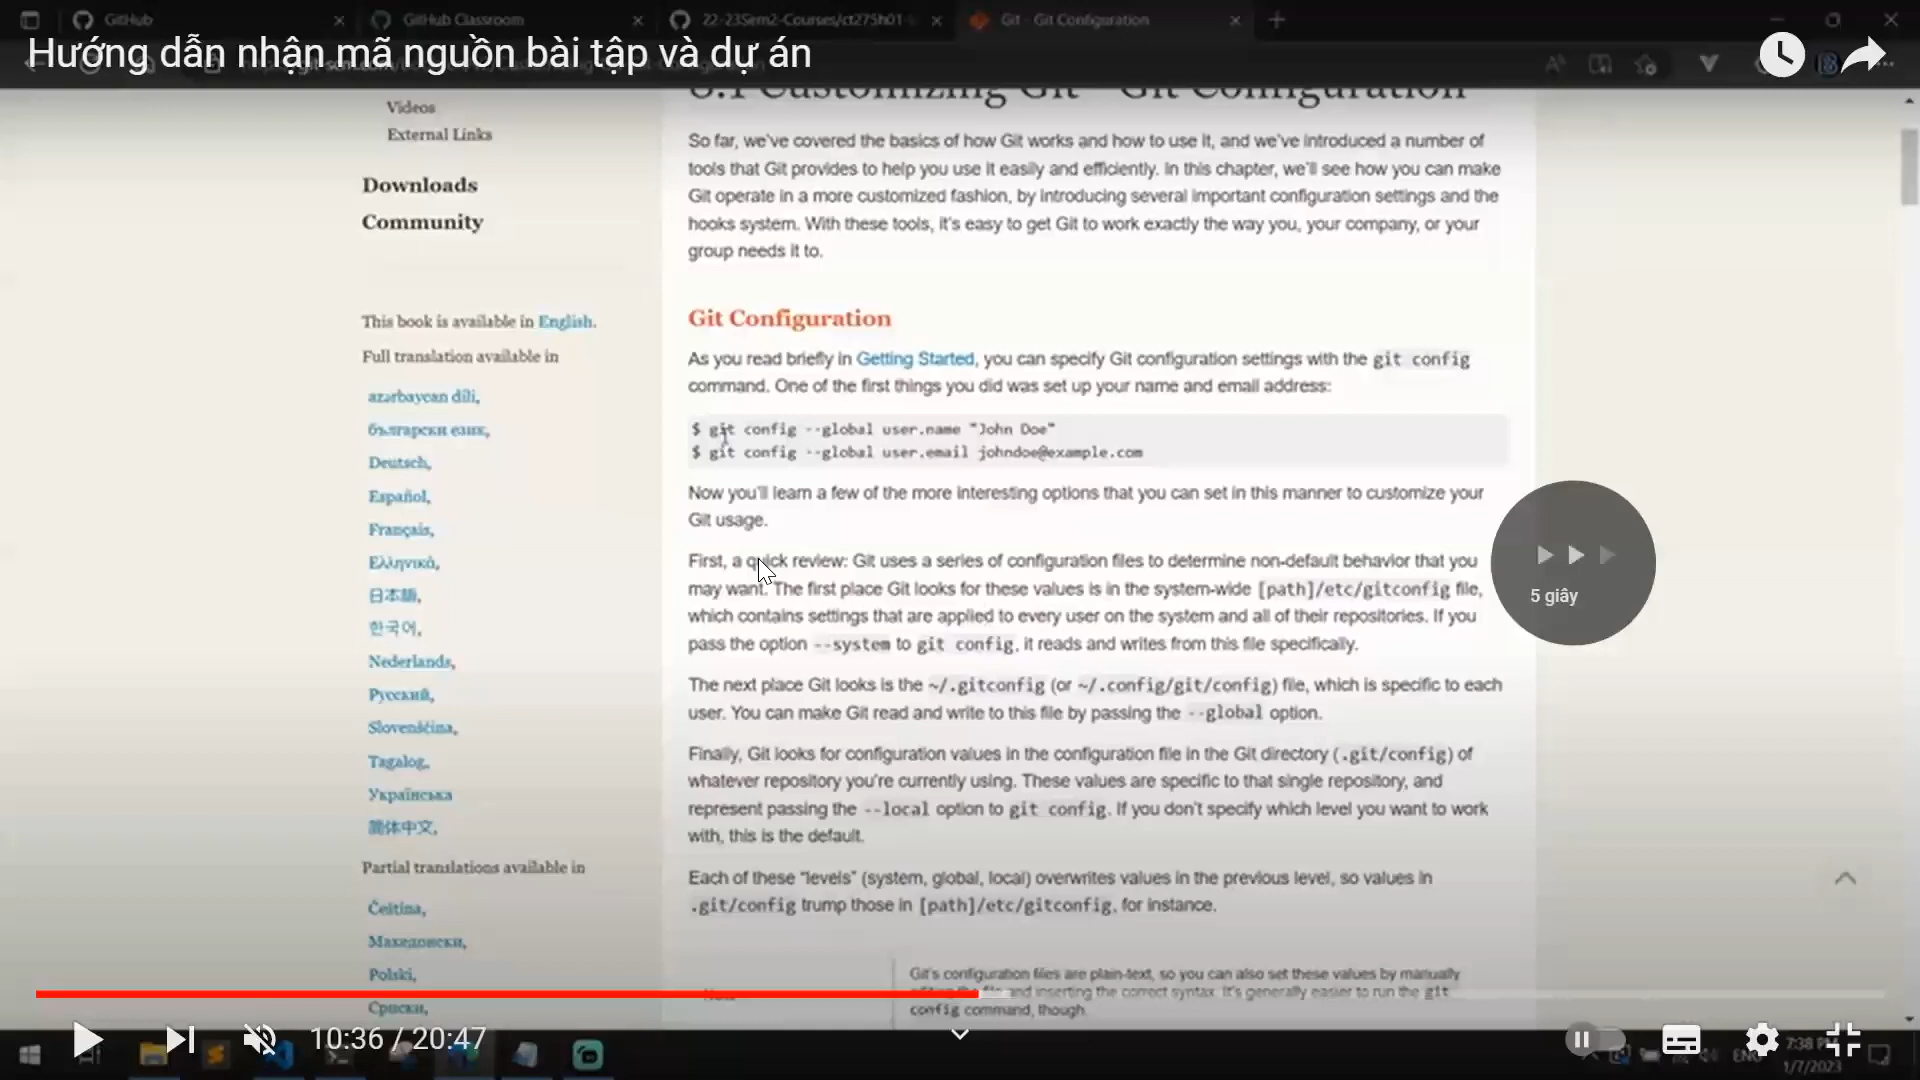 GitHub
GitHub Classroom
22-23Sem2-Courses/ct275h01
Git - Git Configuration
Hướng dẫn nhận mã nguồn bài tập và dự án
8.1 Customizing Git - Git Configuration
Videos
External Links
Downloads
Community
This book is available in English.
Full translation available in
azərbaycan dili,
български език,
Deutsch,
Español,
Français,
Ελληνικά,
日本語,
한국어,
Nederlands,
Русский,
Slovenščina,
Tagalog,
Українська
简体中文,
Partial translations available in
Čeština,
Македонски,
Polski,
Српски,
So far, we've covered the basics of how Git works and how to use it, and we've introduced a number of
tools that Git provides to help you use it easily and efficiently. In this chapter, we'll see how you can make
Git operate in a more customized fashion, by introducing several important configuration settings and the
hooks system. With these tools, it's easy to get Git to work exactly the way you, your company, or your
group needs it to.
Git Configuration
As you read briefly in Getting Started, you can specify Git configuration settings with the git config
command. One of the first things you did was set up your name and email address:
$ git config --global user.name "John Doe"
$ git config --global user.email johndoe@example.com
Now you'll learn a few of the more interesting options that you can set in this manner to customize your
Git usage.
First, a quick review: Git uses a series of configuration files to determine non-default behavior that you
may want. The first place Git looks for these values is in the system-wide [path]/etc/gitconfig file,
which contains settings that are applied to every user on the system and all of their repositories. If you
pass the option --system to git config, it reads and writes from this file specifically.
The next place Git looks is the ~/.gitconfig (or ~/.config/git/config) file, which is specific to each
user. You can make Git read and write to this file by passing the --global option.
Finally, Git looks for configuration values in the configuration file in the Git directory (.git/config) of
whatever repository you're currently using. These values are specific to that single repository, and
represent passing the --local option to git config. If you don't specify which level you want to work
with, this is the default.
Each of these "levels" (system, global, local) overwrites values in the previous level, so values in
.git/config trump those in [path]/etc/gitconfig, for instance.
Git's configuration files are plain-text, so you can also set these values by manually
the file and inserting the correct syntax. It's generally easier to run the git
config command, though.
5 giây
10:36 / 20:47
ENG
7:38 PM
1/7/2023